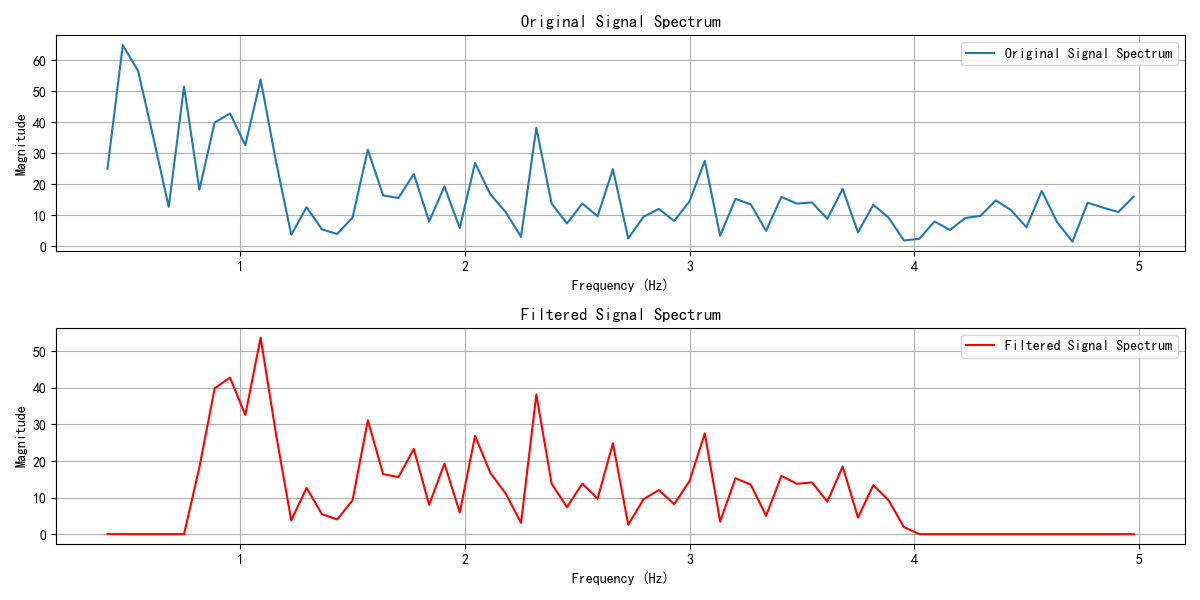 Original Signal Spectrum
Original Signal Spectrum
Magnitude
60
50
40
30
20
10
0
1 2 3 4 5
Frequency (Hz)
Filtered Signal Spectrum
Filtered Signal Spectrum
Magnitude
50
40
30
20
10
0
1 2 3 4 5
Frequency (Hz)